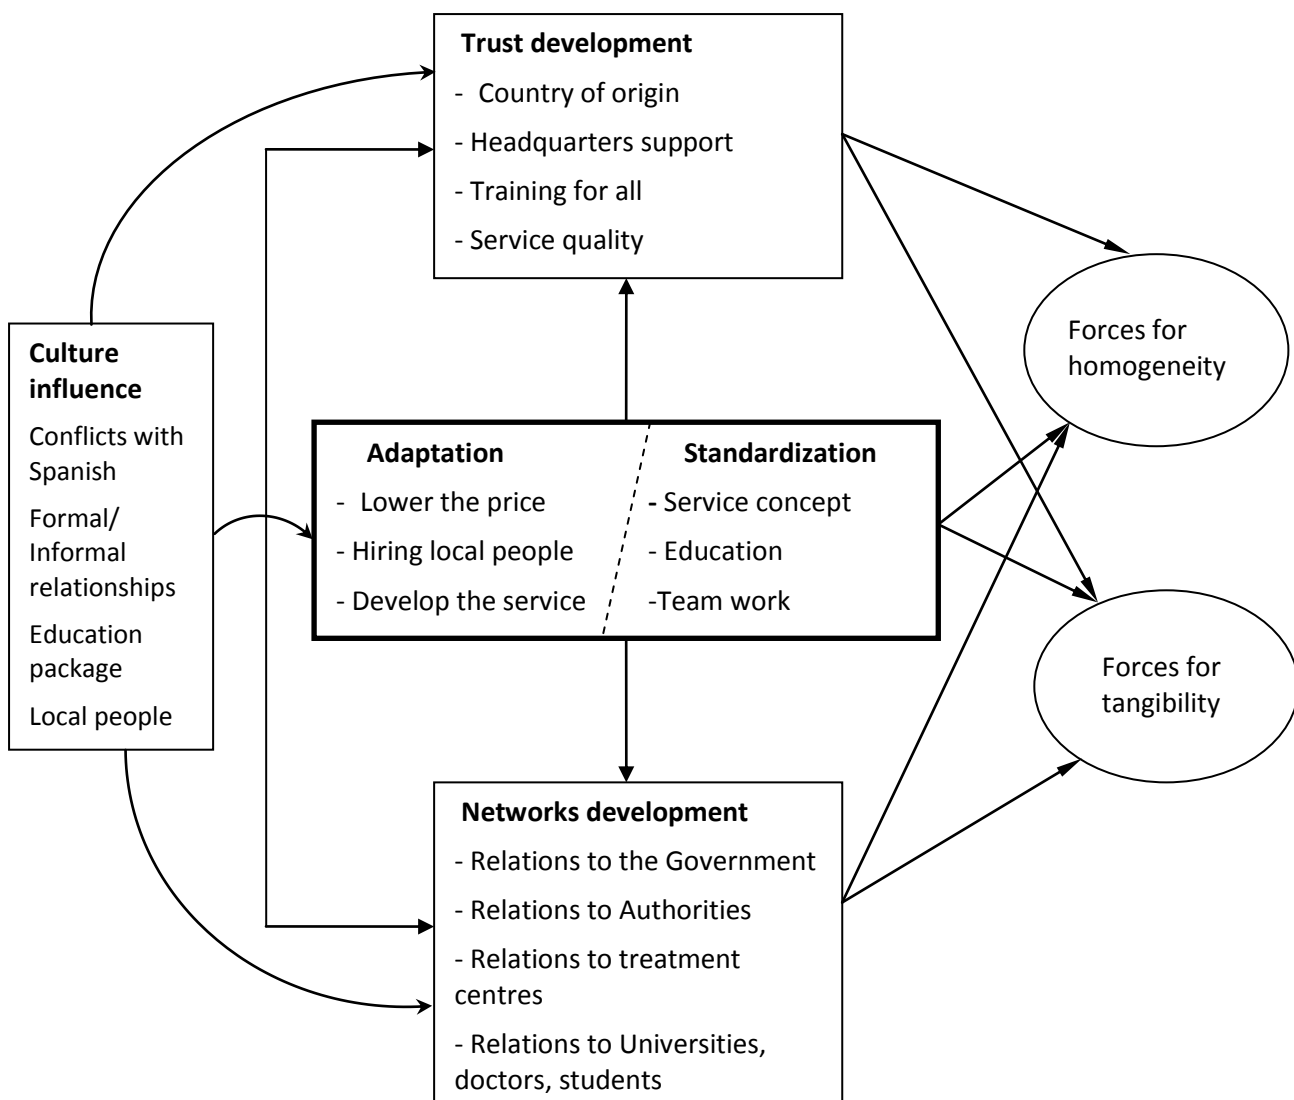 Trust development
- Country of origin
- Headquarters support
- Training for all
- Service quality
Culture
influence
Conflicts with
Spanish
Formal/
Informal
relationships
Education
package
Local people
Adaptation
- Lower the price
- Hiring local people
- Develop the service
Standardization
- Service concept
- Education
-Team work
Networks development
- Relations to the Government
- Relations to Authorities
- Relations to treatment
centres
- Relations to Universities,
doctors, students
Forces for
homogeneity
Forces for
tangibility